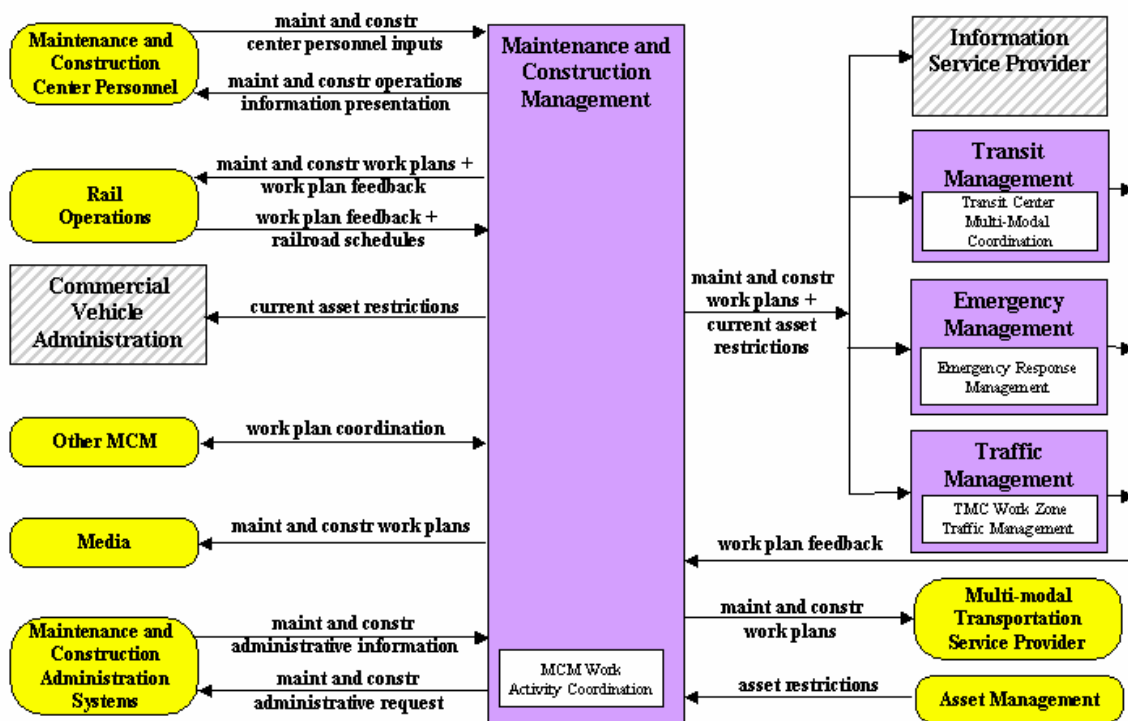 Maintenance and
Construction
Center Personnel
maint and constr
center personnel inputs
maint and constr operations
information presentation
Rail
Operations
maint and constr work plans +
work plan feedback
work plan feedback +
railroad schedules
Commercial
Vehicle
Administration
current asset restrictions
Other MCM
work plan coordination
Media
maint and constr work plans
Maintenance and
Construction
Administration
Systems
maint and constr
administrative information
maint and constr
administrative request
Maintenance and
Construction
Management
MCM Work
Activity Coordination
maint and constr
work plans +
current asset
restrictions
Information
Service Provider
Transit
Management
Transit Center
Multi-Modal
Coordination
Emergency
Management
Emergency Response
Management
Traffic
Management
TMC Work Zone
Traffic Management
work plan feedback
maint and constr
work plans
Multi-modal
Transportation
Service Provider
asset restrictions
Asset Management